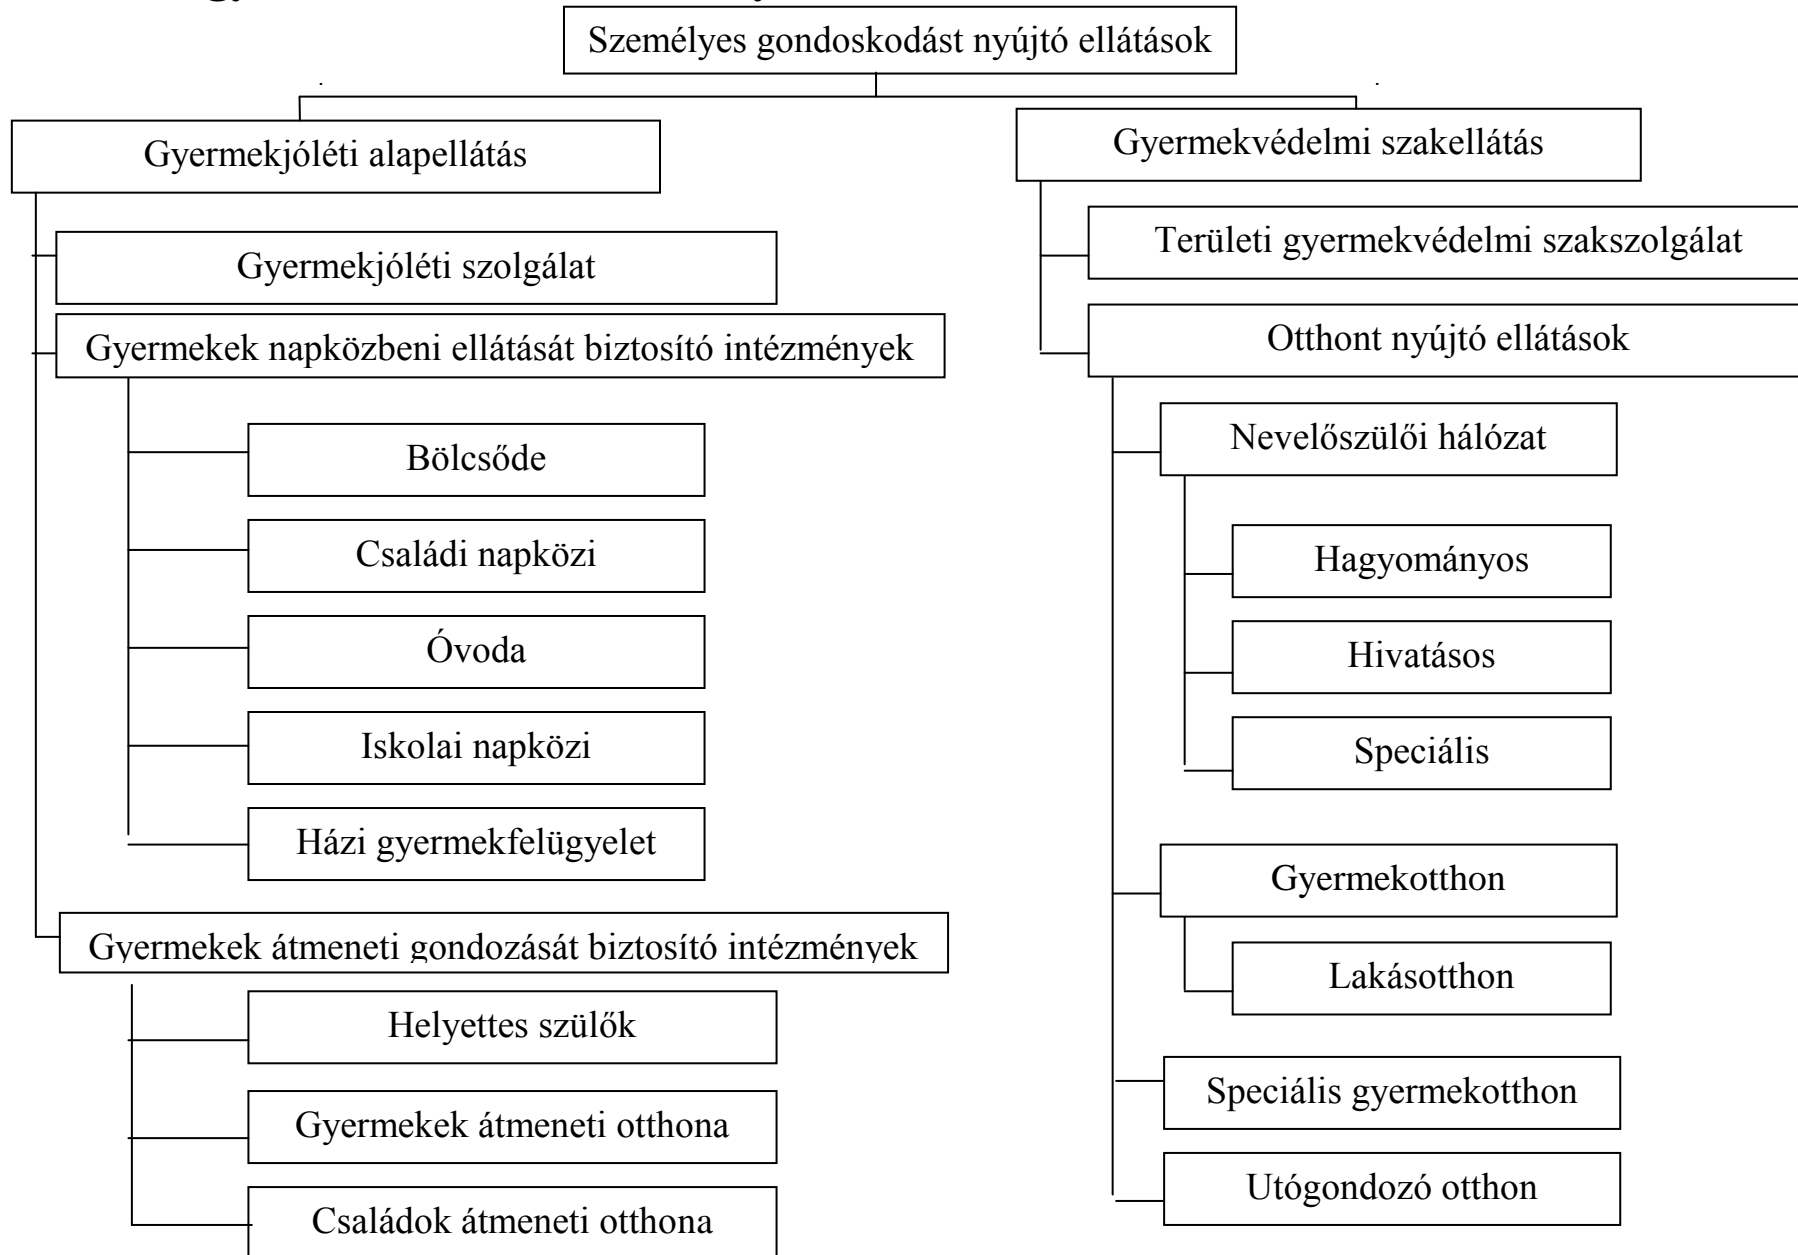 Személyes gondoskodást nyújtó ellátások
Gyermekjóléti alapellátás
Gyermekjóléti szolgálat
Gyermekek napközbeni ellátását biztosító intézmények
Bölcsőde
Családi napközi
Óvoda
Iskolai napközi
Házi gyermekfelügyelet
Gyermekek átmeneti gondozását biztosító intézmények
Helyettes szülők
Gyermekek átmeneti otthona
Családok átmeneti otthona
Gyermekvédelmi szakellátás
Területi gyermekvédelmi szakszolgálat
Otthont nyújtó ellátások
Nevelőszülői hálózat
Hagyományos
Hivatásos
Speciális
Gyermekotthon
Lakásotthon
Speciális gyermekotthon
Utógondozó otthon